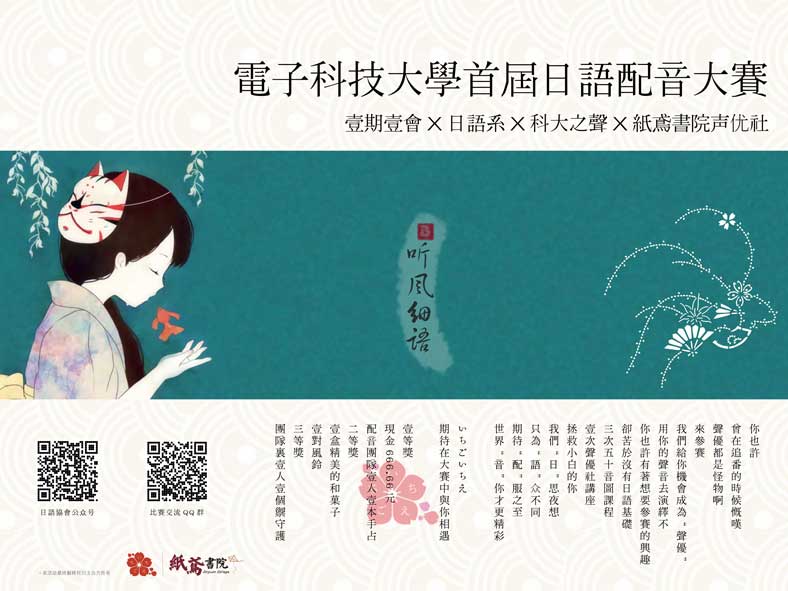 電子科技大學首屆日語配音大賽
壹期壹會×日語系×科大之聲×紙鳶書院声优社
听風細語
你也許
曾在追番的時候慨嘆
聲優都是怪物啊
來參賽
我們給你機會成為“聲優”
用你的聲音去演繹不
你也許有著想要參賽的興趣
卻苦於沒有日語基礎
三次五十音圖課程
壹次聲優社講座
拯救小白的你
我們“日”思夜想
只為“語”众不同
期待“配”服之至
世界“音”你才更精彩
いちごいちえ
期待在大賽中與你相遇
壹等獎
現金 666.66 元
配音團隊壹人壹本手占
二等獎
壹盒精美的和菓子
壹對風鈴
三等獎
團隊裏壹人壹個禦守護
いち
ごえ
日語協會公众号
比賽交流 QQ 群
紙鳶書院